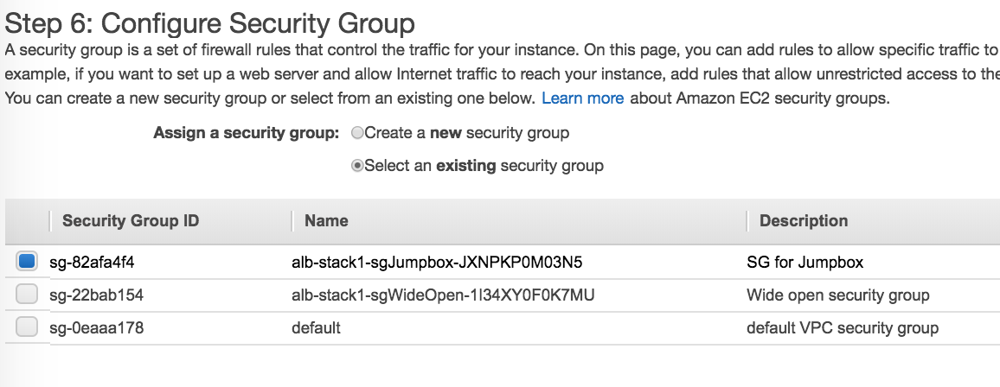 Step 6: Configure Security Group
A security group is a set of firewall rules that control the traffic for your instance. On this page, you can add rules to allow specific traffic to
example, if you want to set up a web server and allow Internet traffic to reach your instance, add rules that allow unrestricted access to the
You can create a new security group or select from an existing one below. Learn more about Amazon EC2 security groups.
Assign a security group: Create a new security group
Select an existing security group
Security Group ID Name Description
sg-82afa4f4 alb-stack1-sgJumpbox-JXNPKP0M03N5 SG for Jumpbox
sg-22bab154 alb-stack1-sgWideOpen-1I34XY0F0K7MU Wide open security group
sg-0eaaa178 default default VPC security group